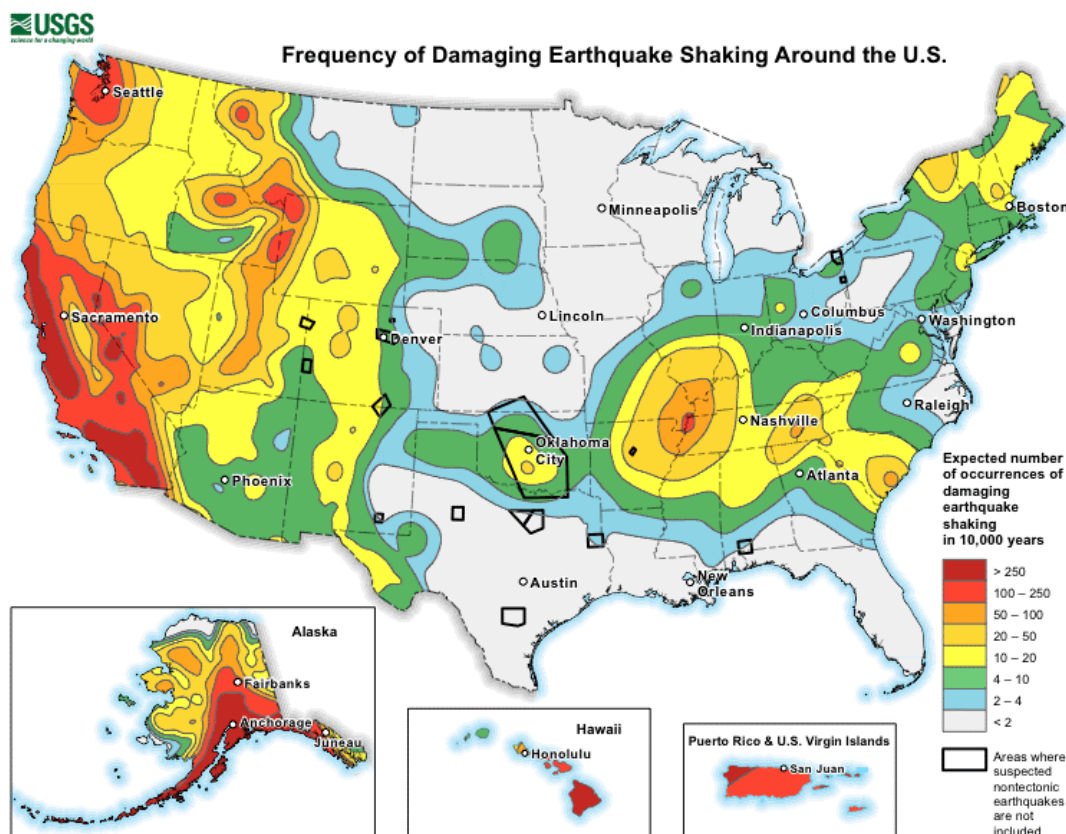 USGS
science for a changing world
Frequency of Damaging Earthquake Shaking Around the U.S.
Seattle
Minneapolis
Boston
Sacramento
Lincoln
Columbus
Washington
Indianapolis
Denver
Raleigh
Nashville
Oklahoma
City
Phoenix
Atlanta
Austin
New
Orleans
Expected number
of occurrences of
damaging
earthquake
shaking
in 10,000 years
> 250
100 – 250
50 – 100
20 – 50
10 – 20
4 – 10
2 – 4
< 2
Areas where
suspected
nontectonic
earthquakes
are not
included
Alaska
Fairbanks
Anchorage
Juneau
Hawaii
Honolulu
Puerto Rico & U.S. Virgin Islands
San Juan